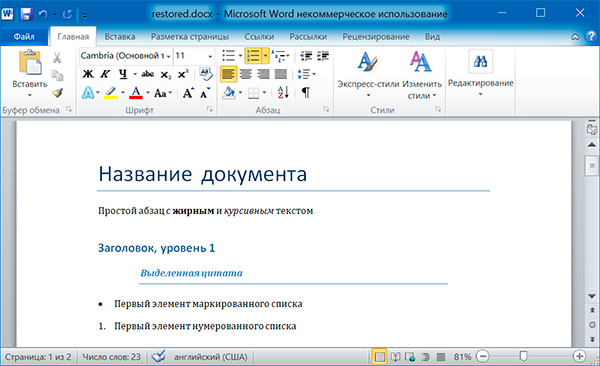 restored.docx - Microsoft Word некоммерческое использование
Файл Главная Вставка Разметка страницы Ссылки Рассылки Рецензирование Вид
Cambria (Основной т 11
Вставить
Ж К Ч abc x₂ x²
A ab A Aa A A
Экспресс-стили Изменить стили Редактирование
Буфер обмена Шрифт Абзац Стили
Название документа
Простой абзац с жирным и курсивным текстом
Заголовок, уровень 1
Выделенная цитата
• Первый элемент маркированного списка
1. Первый элемент нумерованного списка
Страница: 1 из 2 Число слов: 23 английский (США) 81%